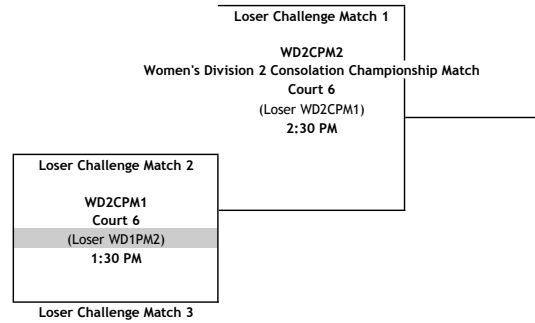 Loser Challenge Match 1
WD2CPM2
Women's Division 2 Consolation Championship Match
Court 6
(Loser WD2CPM1)
2:30 PM
Loser Challenge Match 2
WD2CPM1
Court 6
(Loser WD1PM2)
1:30 PM
Loser Challenge Match 3